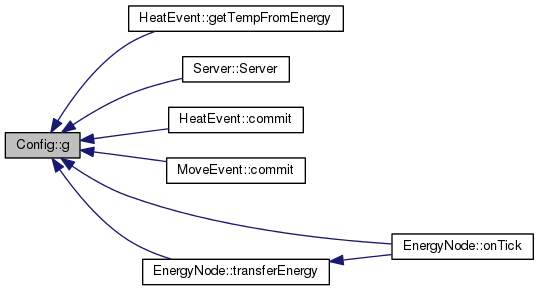 HeatEvent::getTempFromEnergy
Server::Server
HeatEvent::commit
Config::g
MoveEvent::commit
EnergyNode::onTick
EnergyNode::transferEnergy